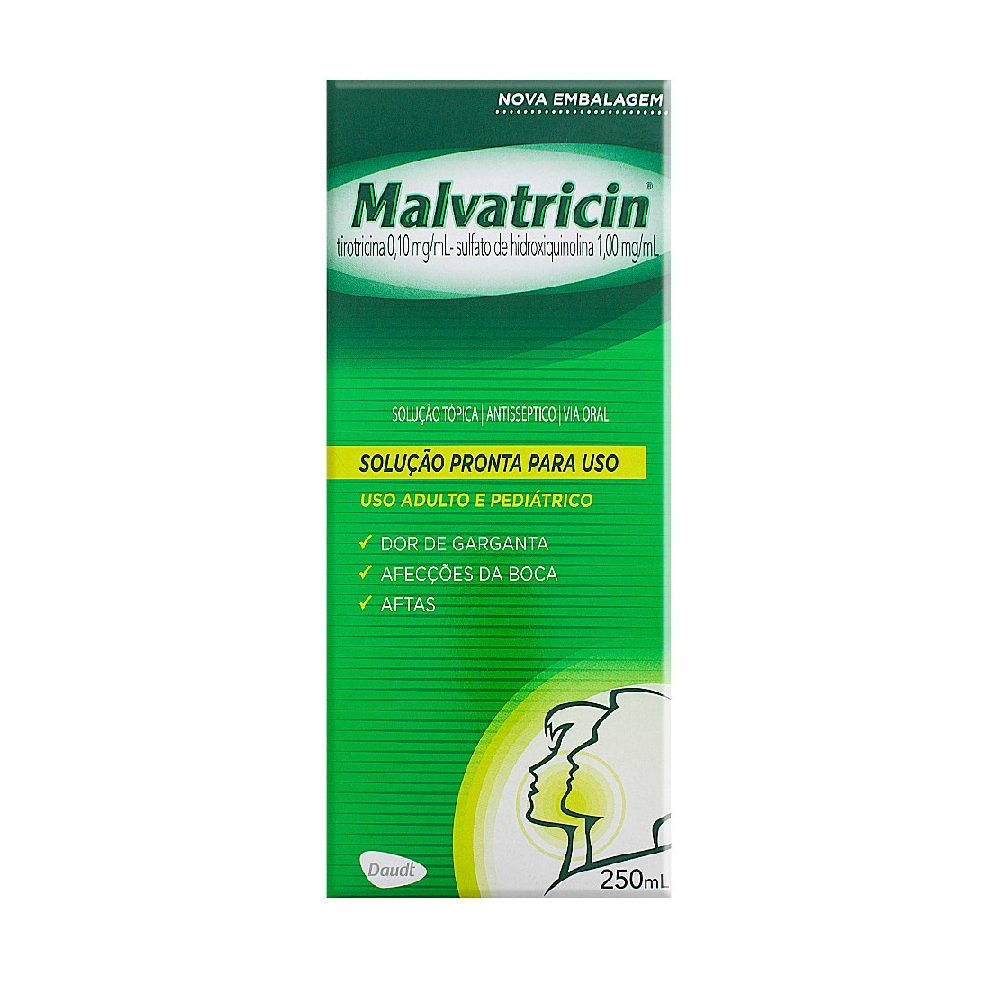 NOVA EMBALAGEM
Malvatricin®
tirotricina 0,10 mg/mL - sulfato de hidroxiquinolina 1,00 mg/mL
SOLUÇÃO TÓPICA | ANTISSÉPTICO | VIA ORAL
SOLUÇÃO PRONTA PARA USO
USO ADULTO E PEDIÁTRICO
✓ DOR DE GARGANTA
✓ AFECÇÕES DA BOCA
✓ AFTAS
Daudt
250mL